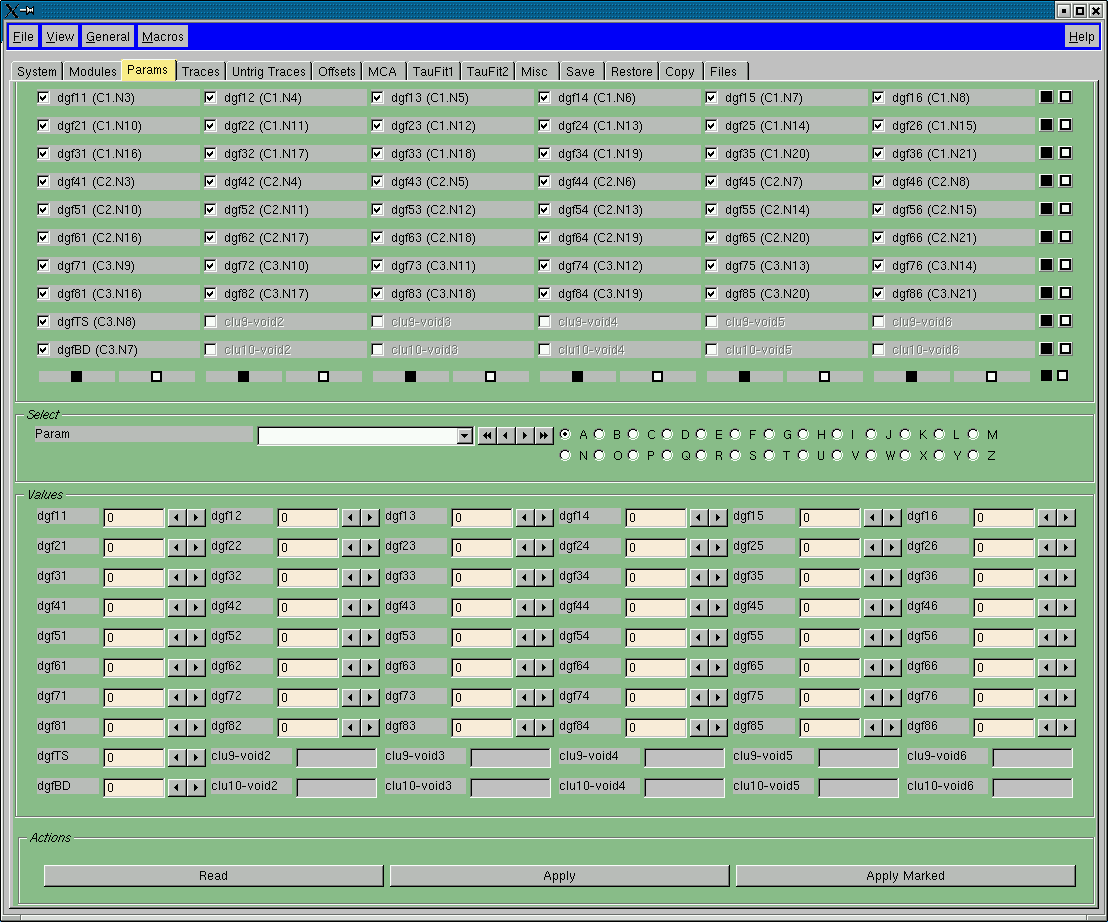 File View General Macros Help
System Modules Params Traces Untrig Traces Offsets MCA TauFit1 TauFit2 Misc Save Restore Copy Files
dgf11 (C1.N3) dgf12 (C1.N4) dgf13 (C1.N5) dgf14 (C1.N6) dgf15 (C1.N7) dgf16 (C1.N8)
dgf21 (C1.N10) dgf22 (C1.N11) dgf23 (C1.N12) dgf24 (C1.N13) dgf25 (C1.N14) dgf26 (C1.N15)
dgf31 (C1.N16) dgf32 (C1.N17) dgf33 (C1.N18) dgf34 (C1.N19) dgf35 (C1.N20) dgf36 (C1.N21)
dgf41 (C2.N3) dgf42 (C2.N4) dgf43 (C2.N5) dgf44 (C2.N6) dgf45 (C2.N7) dgf46 (C2.N8)
dgf51 (C2.N10) dgf52 (C2.N11) dgf53 (C2.N12) dgf54 (C2.N13) dgf55 (C2.N14) dgf56 (C2.N15)
dgf61 (C2.N16) dgf62 (C2.N17) dgf63 (C2.N18) dgf64 (C2.N19) dgf65 (C2.N20) dgf66 (C2.N21)
dgf71 (C3.N9) dgf72 (C3.N10) dgf73 (C3.N11) dgf74 (C3.N12) dgf75 (C3.N13) dgf76 (C3.N14)
dgf81 (C3.N16) dgf82 (C3.N17) dgf83 (C3.N18) dgf84 (C3.N19) dgf85 (C3.N20) dgf86 (C3.N21)
dgfTS (C3.N8) clu9-void2 clu9-void3 clu9-void4 clu9-void5 clu9-void6
dgfBD (C3.N7) clu10-void2 clu10-void3 clu10-void4 clu10-void5 clu10-void6
Select
Param A B C D E F G H I J K L M
N O P Q R S T U V W X Y Z
Values
dgf11 0 dgf12 0 dgf13 0 dgf14 0 dgf15 0 dgf16 0
dgf21 0 dgf22 0 dgf23 0 dgf24 0 dgf25 0 dgf26 0
dgf31 0 dgf32 0 dgf33 0 dgf34 0 dgf35 0 dgf36 0
dgf41 0 dgf42 0 dgf43 0 dgf44 0 dgf45 0 dgf46 0
dgf51 0 dgf52 0 dgf53 0 dgf54 0 dgf55 0 dgf56 0
dgf61 0 dgf62 0 dgf63 0 dgf64 0 dgf65 0 dgf66 0
dgf71 0 dgf72 0 dgf73 0 dgf74 0 dgf75 0 dgf76 0
dgf81 0 dgf82 0 dgf83 0 dgf84 0 dgf85 0 dgf86 0
dgfTS 0 clu9-void2 clu9-void3 clu9-void4 clu9-void5 clu9-void6
dgfBD 0 clu10-void2 clu10-void3 clu10-void4 clu10-void5 clu10-void6
Actions
Read Apply Apply Marked